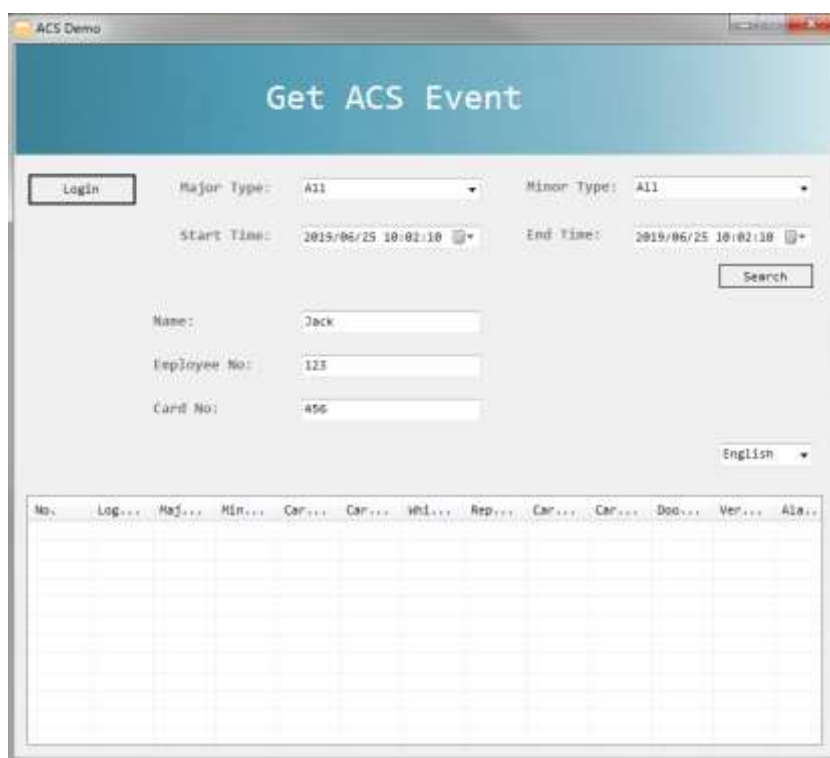 ACS Demo
Get ACS Event
Login Major Type: All Minor Type: All
Start Time: 2019/06/25 10:02:10 End Time: 2019/06/25 10:02:10
Search
Name: Jack
Employee No: 123
Card No: 456
English
No. Log... Maj... Min... Car... Car... Whi... Rep... Car... Car... Doo... Ver... Ala..